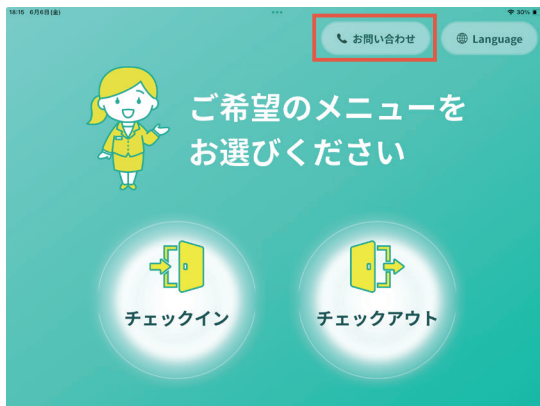 18:15 6月6日(金)
30%
お問い合わせ
Language
ご希望のメニューを
お選びください
チェックイン
チェックアウト